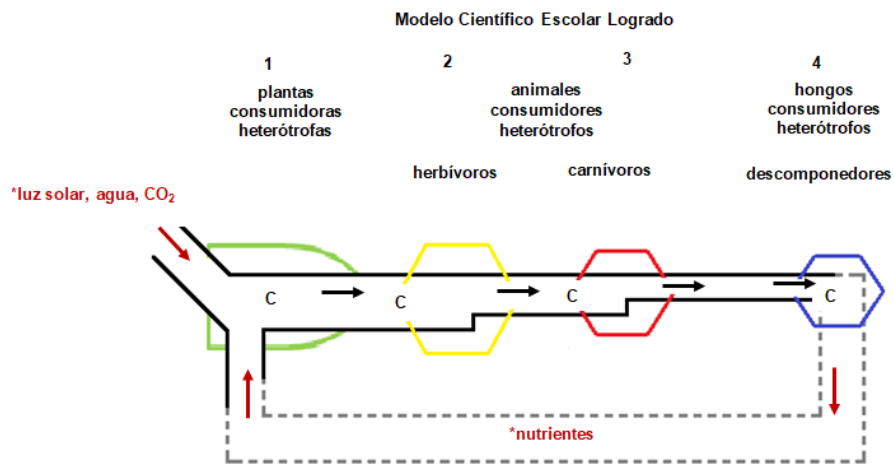 Modelo Científico Escolar Logrado
1
2
3
4
plantas
consumidoras
heterótrofas
animales
consumidores
heterótrofos
hongos
consumidores
heterótrofos
herbívoros
carnívoros
descomponedores
*luz solar, agua, CO₂
C
C
C
C
*nutrientes